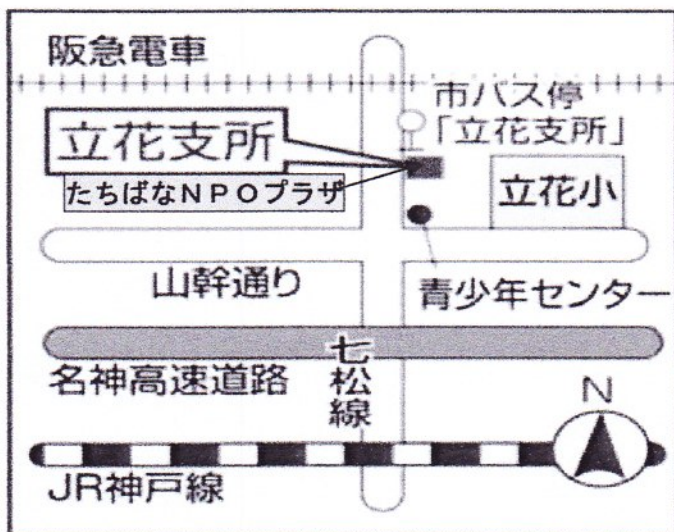 阪急電車
市バス停
「立花支所」
立花支所
たちばなNPOプラザ
立花小
山幹通り
青少年センター
名神高速道路
七松線
N
JR神戸線